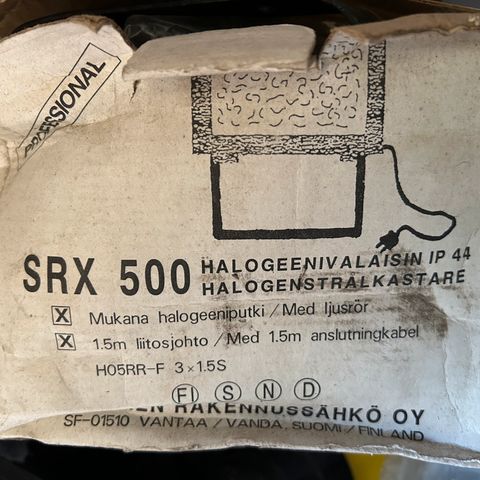 SRX 500 HALOGEENIVALAISIN IP 44
HALOGENSTRÅLKASTARE
X Mukana halogeeniputki / Med ljusrör
X 1.5m liitosjohto / Med 1.5m anslutningkabel
H05RR-F 3×1.5S
FI S N D
RAKENNUSSÄHKÖ OY
SF-01510 VANTAA / VANDA, SUOMI / FINLAND